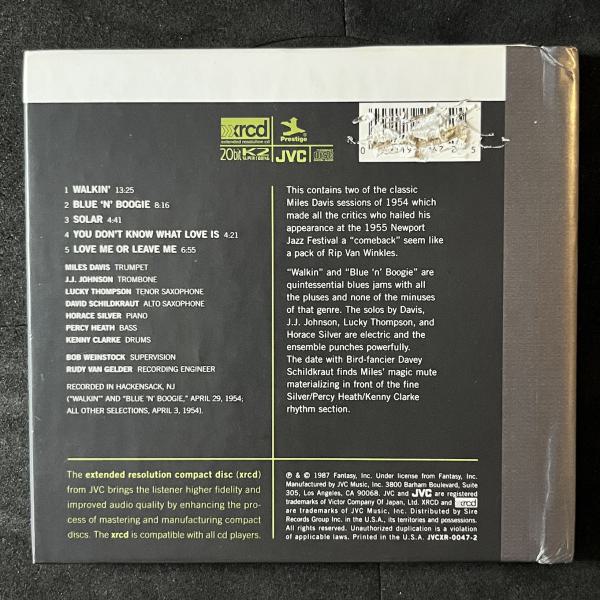 xrcd
extended resolution cd
20bit K2
SUPER CODING
Prestige
JVC
1 WALKIN' 13:25
2 BLUE 'N' BOOGIE 8:16
3 SOLAR 4:41
4 YOU DON'T KNOW WHAT LOVE IS 4:21
5 LOVE ME OR LEAVE ME 6:55
MILES DAVIS TRUMPET
J.J. JOHNSON TROMBONE
LUCKY THOMPSON TENOR SAXOPHONE
DAVID SCHILDKRAUT ALTO SAXOPHONE
HORACE SILVER PIANO
PERCY HEATH BASS
KENNY CLARKE DRUMS
BOB WEINSTOCK SUPERVISION
RUDY VAN GELDER RECORDING ENGINEER
RECORDED IN HACKENSACK, NJ
("WALKIN'" AND "BLUE 'N' BOOGIE," APRIL 29, 1954;
ALL OTHER SELECTIONS, APRIL 3, 1954).
This contains two of the classic
Miles Davis sessions of 1954 which
made all the critics who hailed his
appearance at the 1955 Newport
Jazz Festival a "comeback" seem like
a pack of Rip Van Winkles.
"Walkin" and "Blue 'n' Boogie" are
quintessential blues jams with all
the pluses and none of the minuses
of that genre. The solos by Davis,
J.J. Johnson, Lucky Thompson, and
Horace Silver are electric and the
ensemble punches powerfully.
The date with Bird-fancier Davey
Schildkraut finds Miles' magic mute
materializing in front of the fine
Silver/Percy Heath/Kenny Clarke
rhythm section.
The extended resolution compact disc (xrcd)
from JVC brings the listener higher fidelity and
improved audio quality by enhancing the pro-
cess of mastering and manufacturing compact
discs. The xrcd is compatible with all cd players.
℗ & © 1987 Fantasy, Inc. Under license from Fantasy, Inc.
Manufactured by JVC Music, Inc. 3800 Barham Boulevard, Suite
305, Los Angeles, CA 90068. JVC and JVC are registered
trademarks of Victor Company Of Japan, Ltd. XRCD and xrcd
are trademarks of JVC Music, Inc. Distributed by Sire
Records Group Inc. in the U.S.A., its territories and possessions.
All rights reserved. Unauthorized duplication is a violation
of applicable laws. Printed in the U.S.A. JVCXR-0047-2